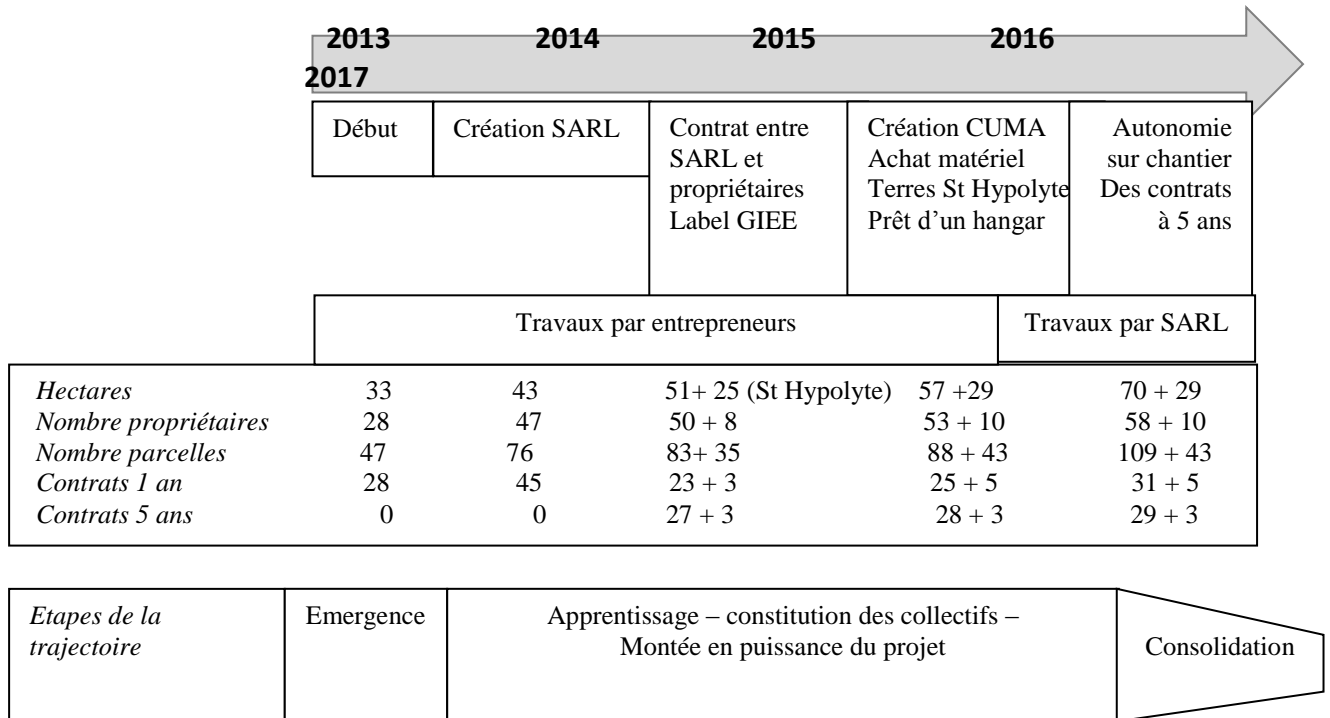 2013 2014 2015 2016
2017
Début
Création SARL
Contrat entre
SARL et
propriétaires
Label GIEE
Création CUMA
Achat matériel
Terres St Hypolyte
Prêt d’un hangar
Autonomie
sur chantier
Des contrats
à 5 ans
Travaux par entrepreneurs
Travaux par SARL
Hectares 33 43 51+ 25 (St Hypolyte) 57 +29 70 + 29
Nombre propriétaires 28 47 50 + 8 53 + 10 58 + 10
Nombre parcelles 47 76 83+ 35 88 + 43 109 + 43
Contrats 1 an 28 45 23 + 3 25 + 5 31 + 5
Contrats 5 ans 0 0 27 + 3 28 + 3 29 + 3
Etapes de la
trajectoire
Emergence
Apprentissage – constitution des collectifs –
Montée en puissance du projet
Consolidation